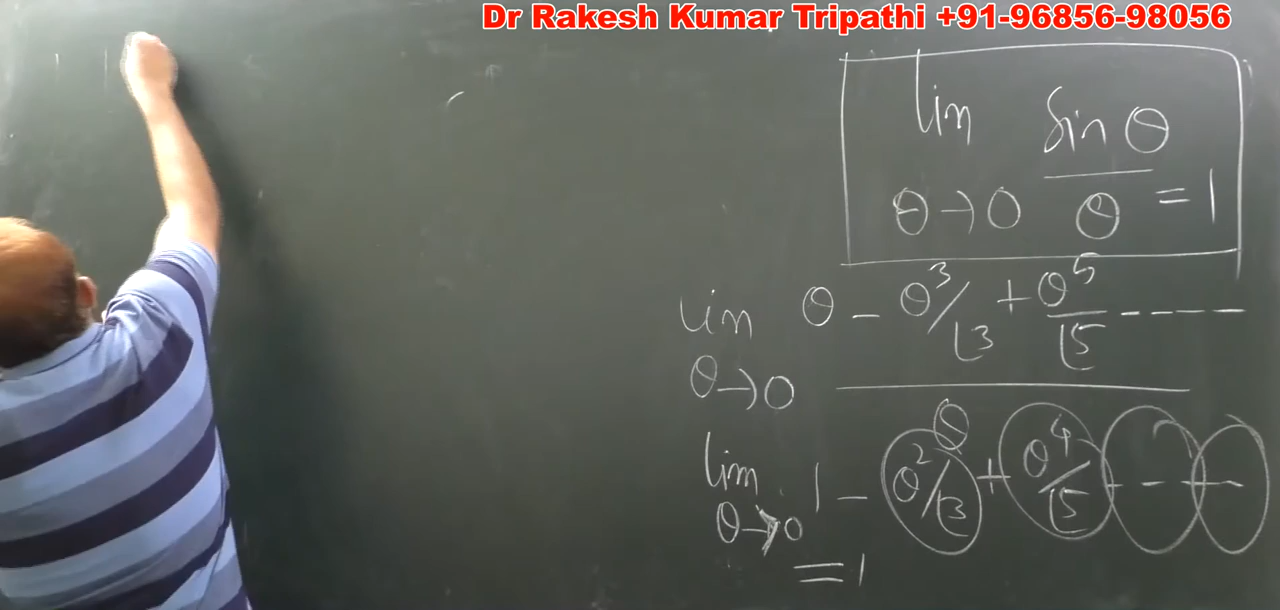 Dr Rakesh Kumar Tripathi +91-96856-98056
lim sin θ
θ→0 θ = 1
lim θ - θ³/⌊3 + θ⁵/⌊5 - - - -
θ→0 θ
lim 1 - θ²/⌊3 + θ⁴/⌊5 - - - -
θ→0
= 1